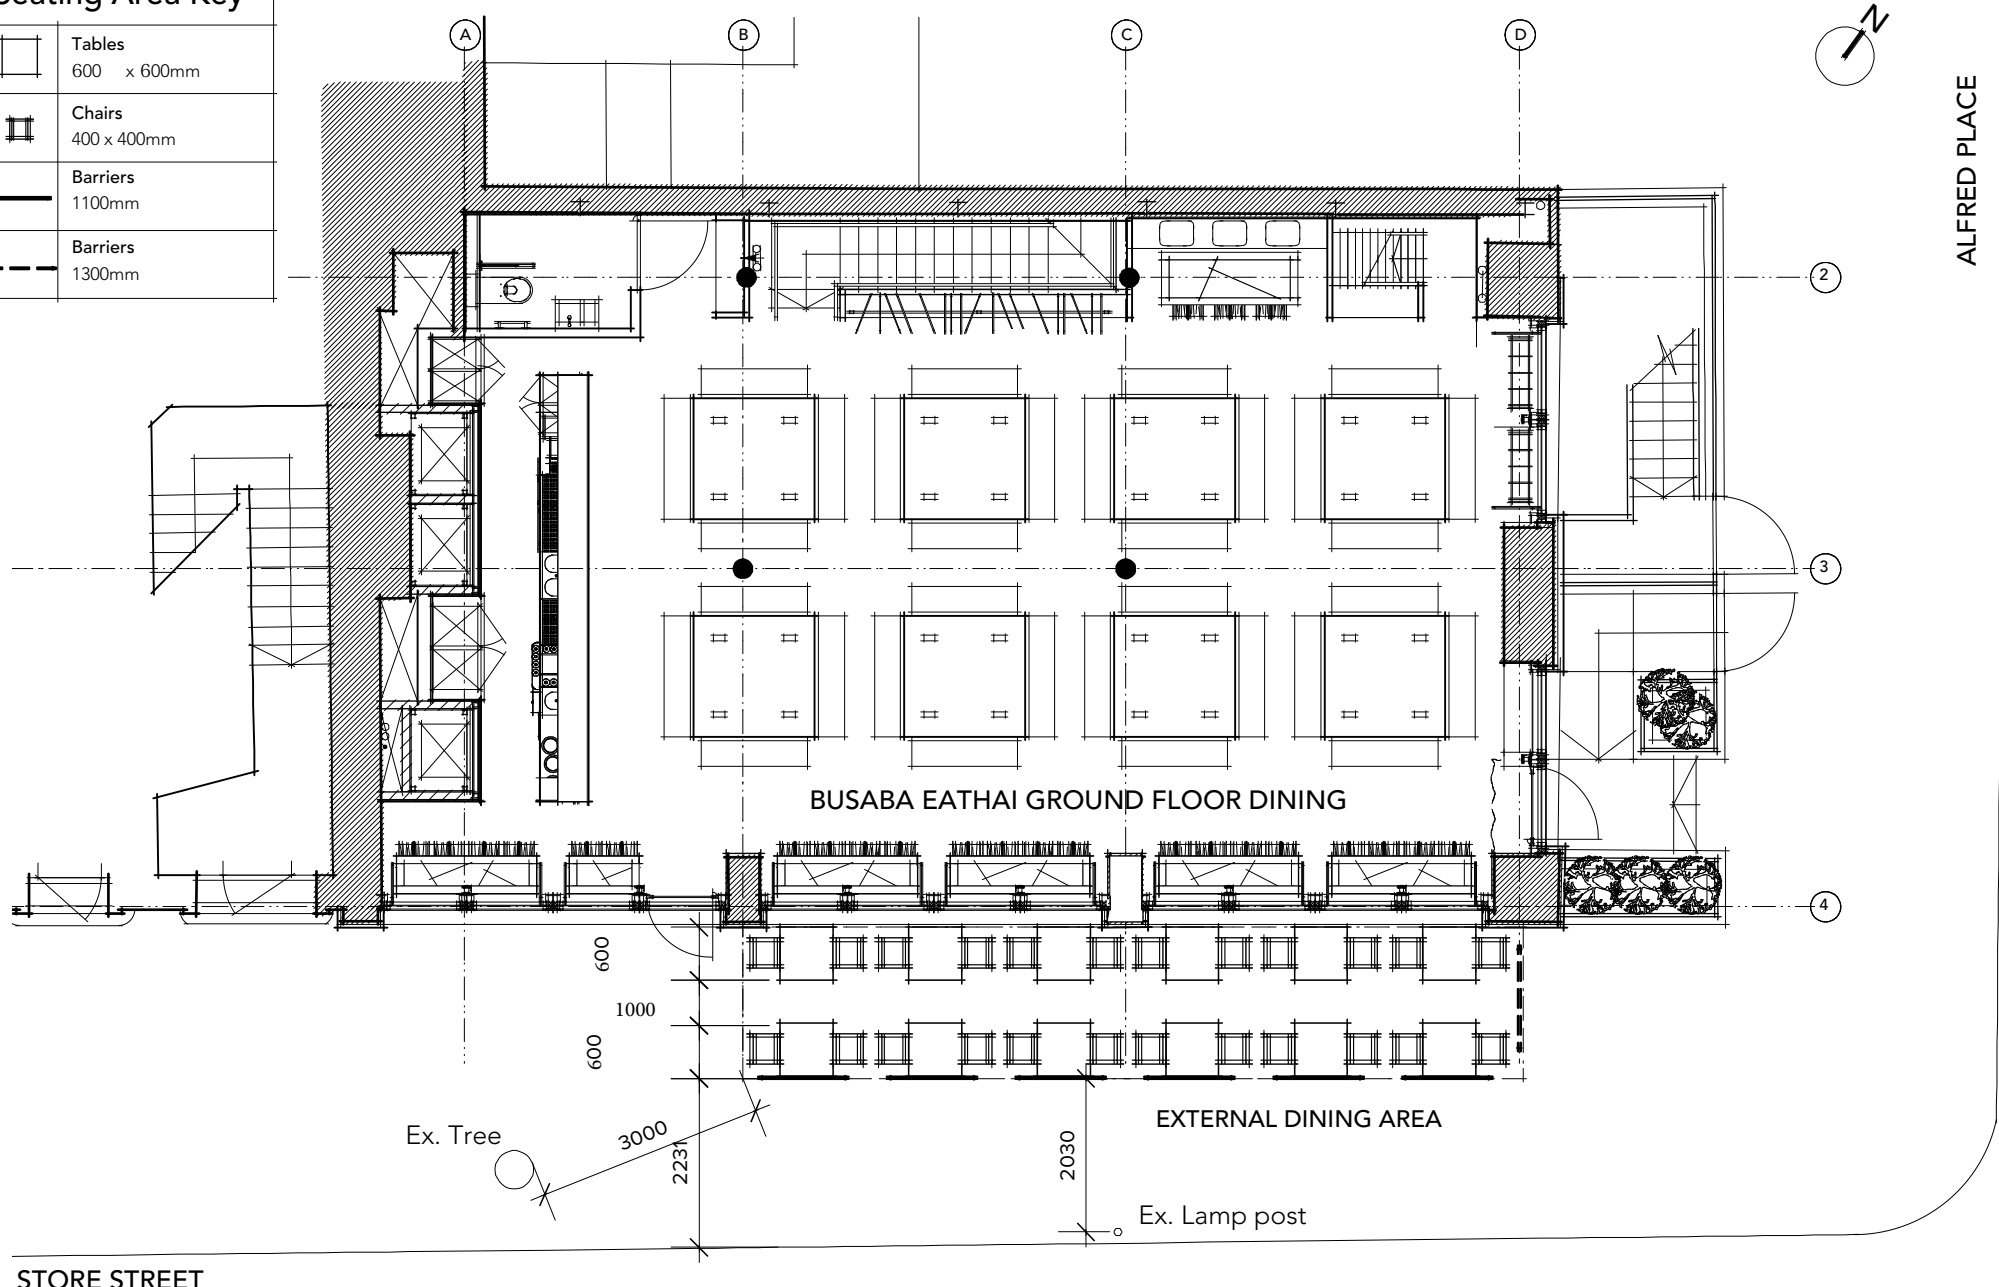 Seating Area Key
Tables
600 x 600mm
Chairs
400 x 400mm
Barriers
1100mm
Barriers
1300mm
A
B
C
D
N
ALFRED PLACE
2
3
BUSABA EATHAI GROUND FLOOR DINING
4
600
1000
600
EXTERNAL DINING AREA
Ex. Tree
3000
2231
2030
Ex. Lamp post
STORE STREET